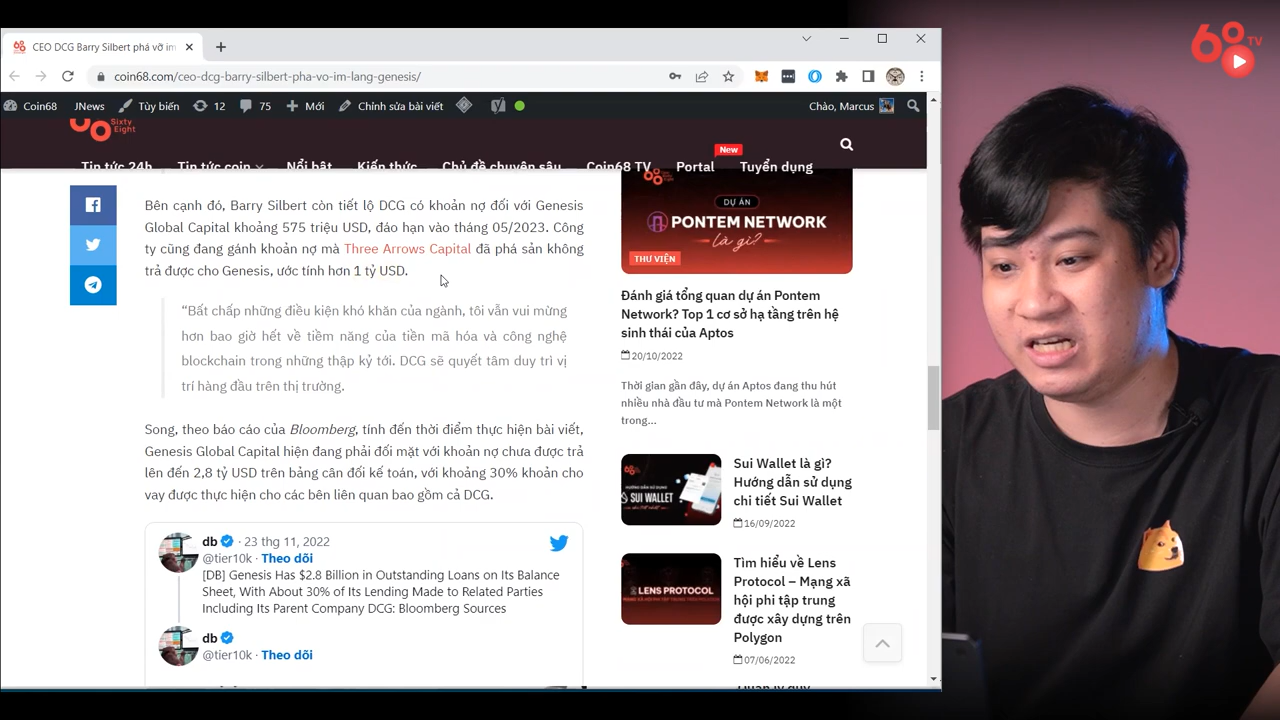 CEO DCG Barry Silbert phá vỡ im
coin68.com/ceo-dcg-barry-silbert-pha-vo-im-lang-genesis/
Coin68 JNews Tùy biến 12 75 Mới Chỉnh sửa bài viết Chào, Marcus
Sixty
Eight
Tin tức 24h Tin tức coin Nổi bật Kiến thức Chủ đề chuyên sâu Coin68 TV Portal New Tuyển dụng
Bên cạnh đó, Barry Silbert còn tiết lộ DCG có khoản nợ đối với Genesis
Global Capital khoảng 575 triệu USD, đáo hạn vào tháng 05/2023. Công
ty cũng đang gánh khoản nợ mà Three Arrows Capital đã phá sản không
trả được cho Genesis, ước tính hơn 1 tỷ USD.
“Bất chấp những điều kiện khó khăn của ngành, tôi vẫn vui mừng
hơn bao giờ hết về tiềm năng của tiền mã hóa và công nghệ
blockchain trong những thập kỷ tới. DCG sẽ quyết tâm duy trì vị
trí hàng đầu trên thị trường.
Song, theo báo cáo của Bloomberg, tính đến thời điểm thực hiện bài viết,
Genesis Global Capital hiện đang phải đối mặt với khoản nợ chưa được trả
lên đến 2,8 tỷ USD trên bảng cân đối kế toán, với khoảng 30% khoản cho
vay được thực hiện cho các bên liên quan bao gồm cả DCG.
db · 23 thg 11, 2022
@tier10k · Theo dõi
[DB] Genesis Has $2.8 Billion in Outstanding Loans on Its Balance
Sheet, With About 30% of Its Lending Made to Related Parties
Including Its Parent Company DCG: Bloomberg Sources
db
@tier10k · Theo dõi
DỰ ÁN
PONTEM NETWORK
là gì?
THƯ VIỆN
Đánh giá tổng quan dự án Pontem
Network? Top 1 cơ sở hạ tầng trên hệ
sinh thái của Aptos
20/10/2022
Thời gian gần đây, dự án Aptos đang thu hút
nhiều nhà đầu tư mà Pontem Network là một
trong...
SUI WALLET
Sui Wallet là gì?
Hướng dẫn sử dụng
chi tiết Sui Wallet
16/09/2022
LENS PROTOCOL
Tìm hiểu về Lens
Protocol – Mạng xã
hội phi tập trung
được xây dựng trên
Polygon
07/06/2022
68 TV